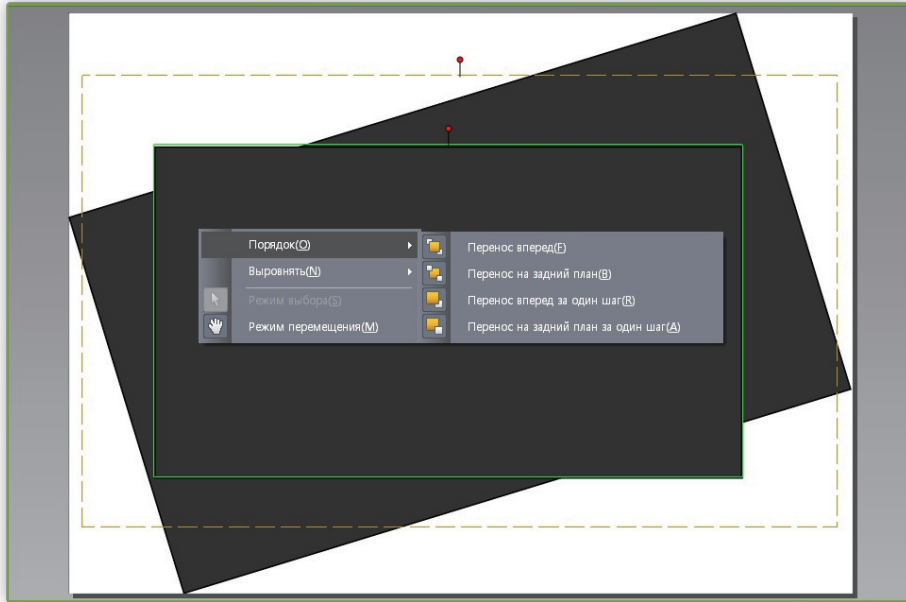 Порядок(O)
Выровнять(N)
Режим выбора(S)
Режим перемещения(M)
Перенос вперед(F)
Перенос на задний план(B)
Перенос вперед за один шаг(R)
Перенос на задний план за один шаг(A)